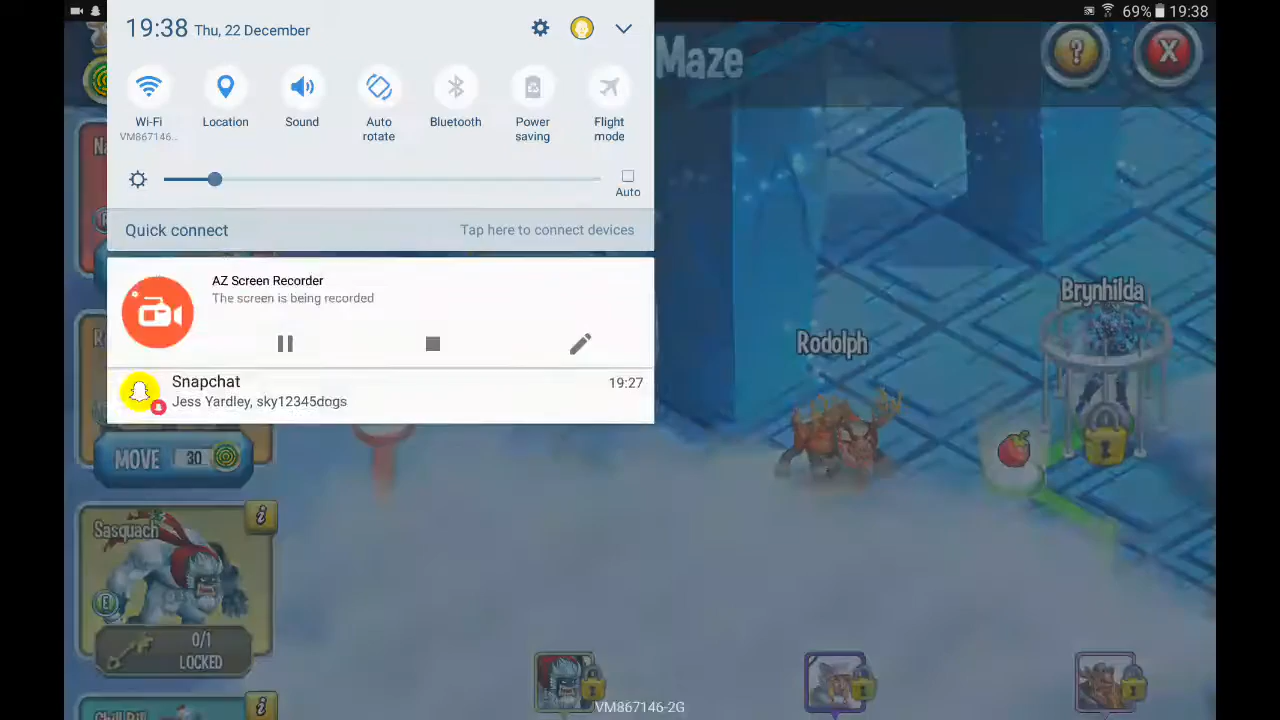 19:38 Thu, 22 December
69% 19:38
Maze
Wi-Fi
VM867146..
Location
Sound
Auto rotate
Bluetooth
Power saving
Flight mode
Auto
Quick connect
Tap here to connect devices
AZ Screen Recorder
The screen is being recorded
Snapchat
19:27
Jess Yardley, sky12345dogs
Brynhilda
Rodolph
MOVE 30
Sasquach
E
0/1
LOCKED
VM867146-2G